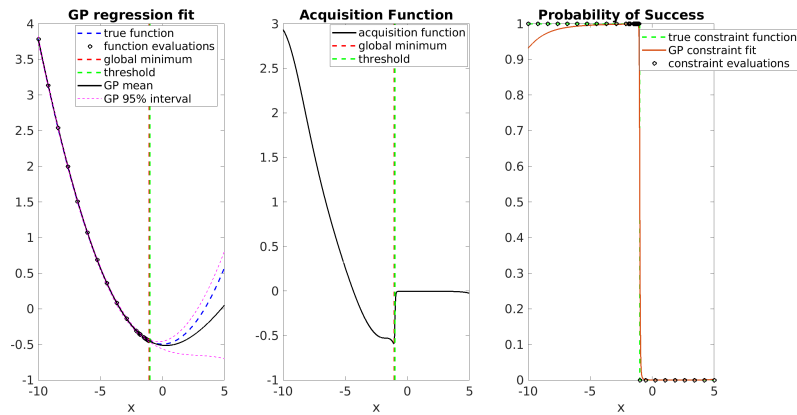 GP regression fit
4.5
4
3.5
3
2.5
2
1.5
1
0.5
0
-0.5
-1
-10
-5
0
5
x
true function
function evaluations
global minimum
threshold
GP mean
GP 95% interval
Acquisition Function
3
2.5
2
1.5
1
0.5
0
-0.5
-1
-10
-5
0
5
x
acquisition function
global minimum
threshold
Probability of Success
1
0.9
0.8
0.7
0.6
0.5
0.4
0.3
0.2
0.1
0
-10
-5
0
5
x
true constraint function
GP constraint fit
constraint evaluations